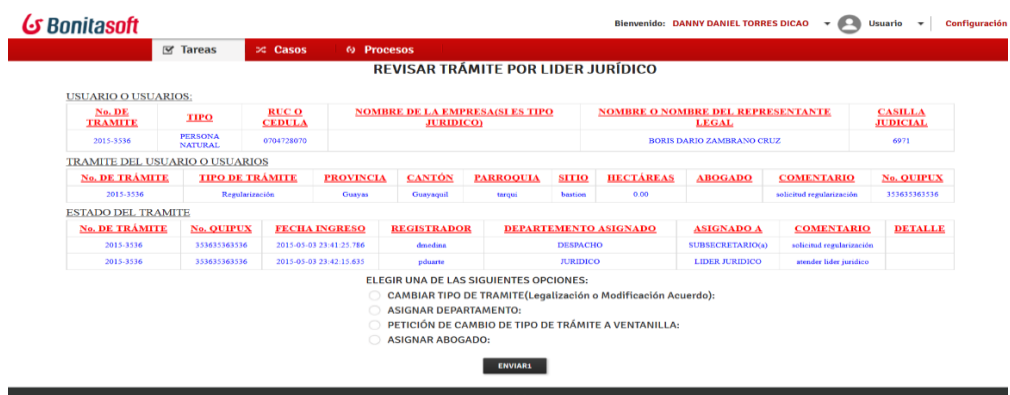 Bonitasoft
Bienvenido: DANNY DANIEL TORRES DICAO Usuario Configuración
Tareas Casos Procesos
REVISAR TRÁMITE POR LIDER JURÍDICO
USUARIO O USUARIOS:
No. DE TRAMITE TIPO RUC O CEDULA NOMBRE DE LA EMPRESA(SI ES TIPO JURIDICO) NOMBRE O NOMBRE DEL REPRESENTANTE LEGAL CASILLA JUDICIAL
2015-3536 PERSONA NATURAL 0704728070 BORIS DARIO ZAMBRANO CRUZ 6971
TRAMITE DEL USUARIO O USUARIOS
No. DE TRÁMITE TIPO DE TRÁMITE PROVINCIA CANTÓN PARROQUIA SITIO HECTÁREAS ABOGADO COMENTARIO No. QUIPUX
2015-3536 Regularización Guayas Guayaquil tarqui bastion 0.00 solicitud regularización 353635363536
ESTADO DEL TRAMITE
No. DE TRÁMITE No. QUIPUX FECHA INGRESO REGISTRADOR DEPARTEMENTO ASIGNADO ASIGNADO A COMENTARIO DETALLE
2015-3536 353635363536 2015-05-03 23:41:25.786 dmedina DESPACHO SUBSECRETARIO(a) solicitud regularización
2015-3536 353635363536 2015-05-03 23:42:15.635 pduarte JURIDICO LIDER JURIDICO atender lider juridico
ELEGIR UNA DE LAS SIGUIENTES OPCIONES:
CAMBIAR TIPO DE TRAMITE(Legalización o Modificación Acuerdo):
ASIGNAR DEPARTAMENTO:
PETICIÓN DE CAMBIO DE TIPO DE TRÁMITE A VENTANILLA:
ASIGNAR ABOGADO:
ENVIAR1